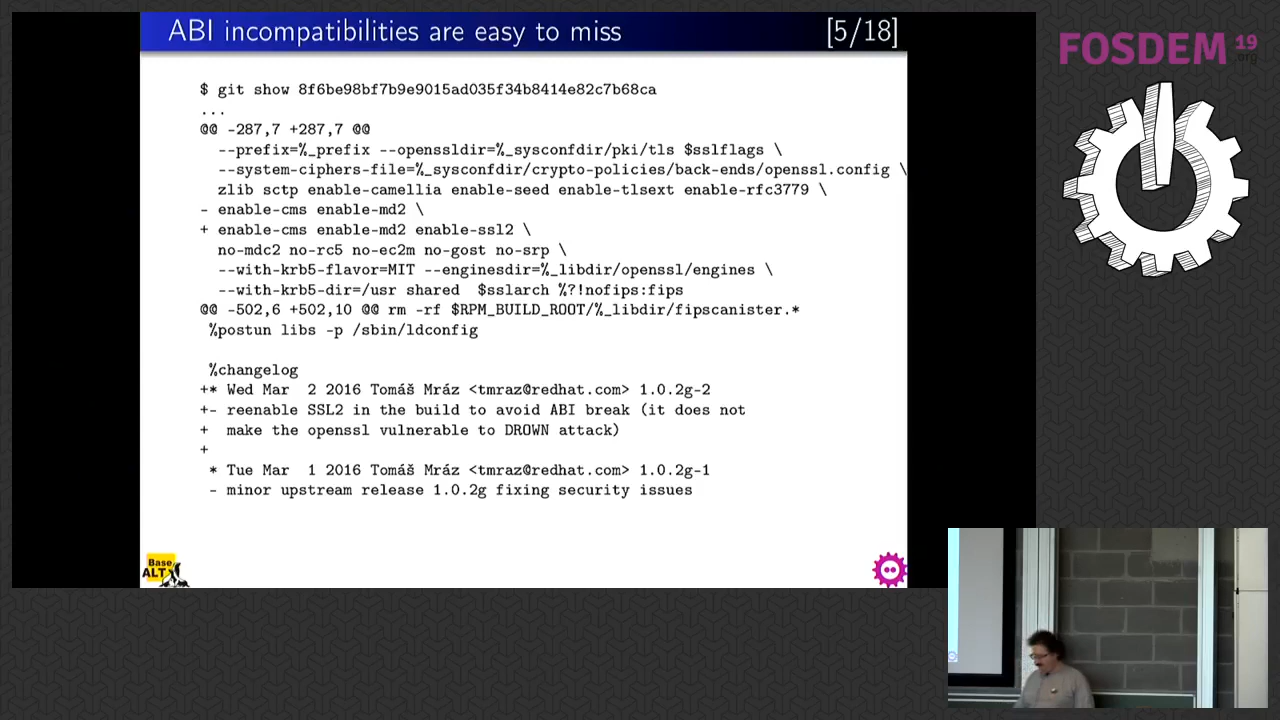 ABI incompatibilities are easy to miss [5/18]
$ git show 8f6be98bf7b9e9015ad035f34b8414e82c7b68ca
...
@@ -287,7 +287,7 @@
--prefix=%_prefix --openssldir=%_sysconfdir/pki/tls $sslflags \
--system-ciphers-file=%_sysconfdir/crypto-policies/back-ends/openssl.config \
zlib sctp enable-camellia enable-seed enable-tlsext enable-rfc3779 \
- enable-cms enable-md2 \
+ enable-cms enable-md2 enable-ssl2 \
no-mdc2 no-rc5 no-ec2m no-gost no-srp \
--with-krb5-flavor=MIT --enginesdir=%_libdir/openssl/engines \
--with-krb5-dir=/usr shared $sslarch %?!nofips:fips
@@ -502,6 +502,10 @@ rm -rf $RPM_BUILD_ROOT/%_libdir/fipscanister.*
%postun libs -p /sbin/ldconfig
%changelog
+* Wed Mar 2 2016 Tomáš Mráz <tmraz@redhat.com> 1.0.2g-2
+- reenable SSL2 in the build to avoid ABI break (it does not
+ make the openssl vulnerable to DROWN attack)
+
* Tue Mar 1 2016 Tomáš Mráz <tmraz@redhat.com> 1.0.2g-1
- minor upstream release 1.0.2g fixing security issues
Base
ALT
FOSDEM 19
.org